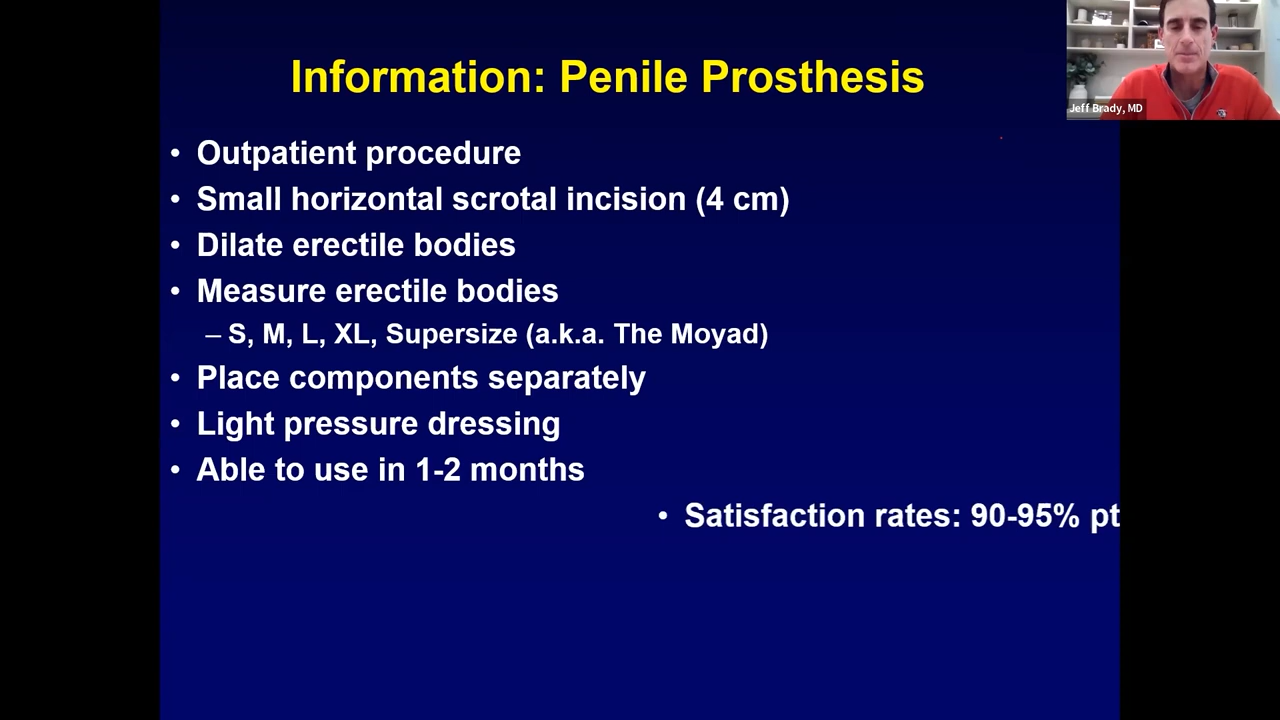 Information: Penile Prosthesis
Jeff Brady, MD
• Outpatient procedure
• Small horizontal scrotal incision (4 cm)
• Dilate erectile bodies
• Measure erectile bodies
– S, M, L, XL, Supersize (a.k.a. The Moyad)
• Place components separately
• Light pressure dressing
• Able to use in 1-2 months
• Satisfaction rates: 90-95% pt